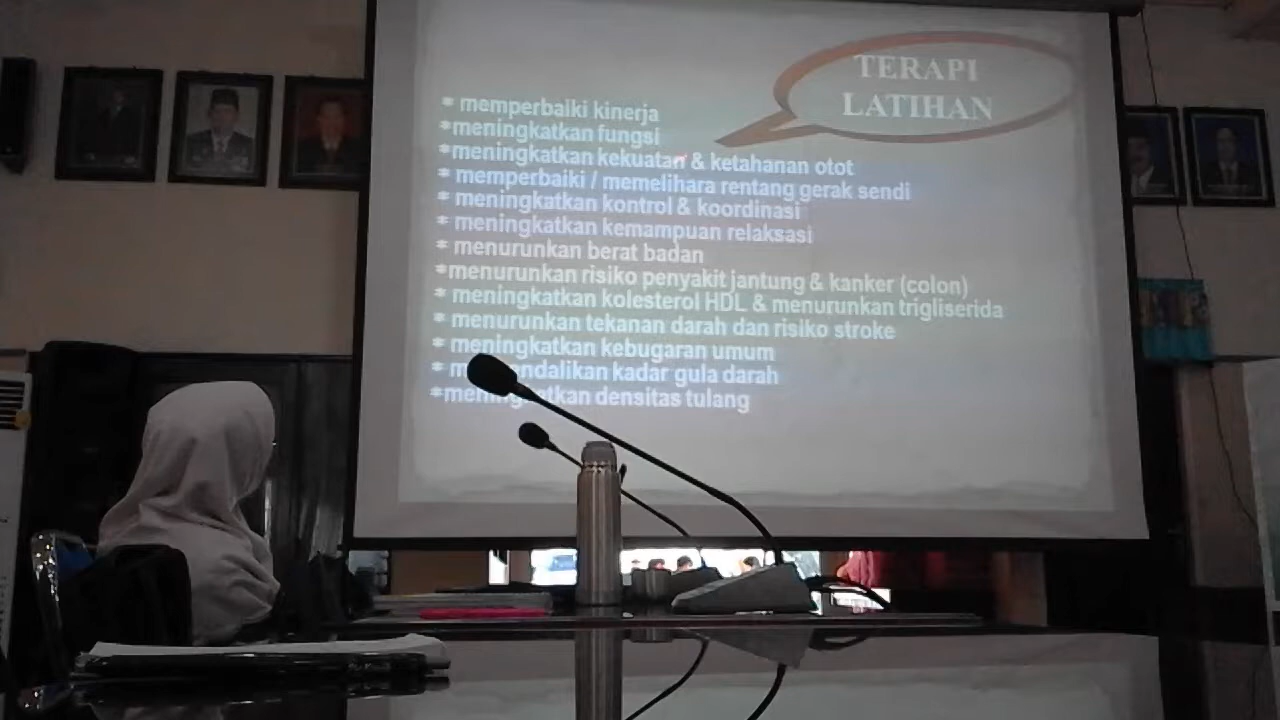 TERAPI
LATIHAN
* memperbaiki kinerja
*meningkatkan fungsi
*meningkatkan kekuatan & ketahanan otot
* memperbaiki / memelihara rentang gerak sendi
* meningkatkan kontrol & koordinasi
* meningkatkan kemampuan relaksasi
* menurunkan berat badan
*menurunkan risiko penyakit jantung & kanker (colon)
* meningkatkan kolesterol HDL & menurunkan trigliserida
* menurunkan tekanan darah dan risiko stroke
* meningkatkan kebugaran umum
* kadar gula darah
* densitas tulang